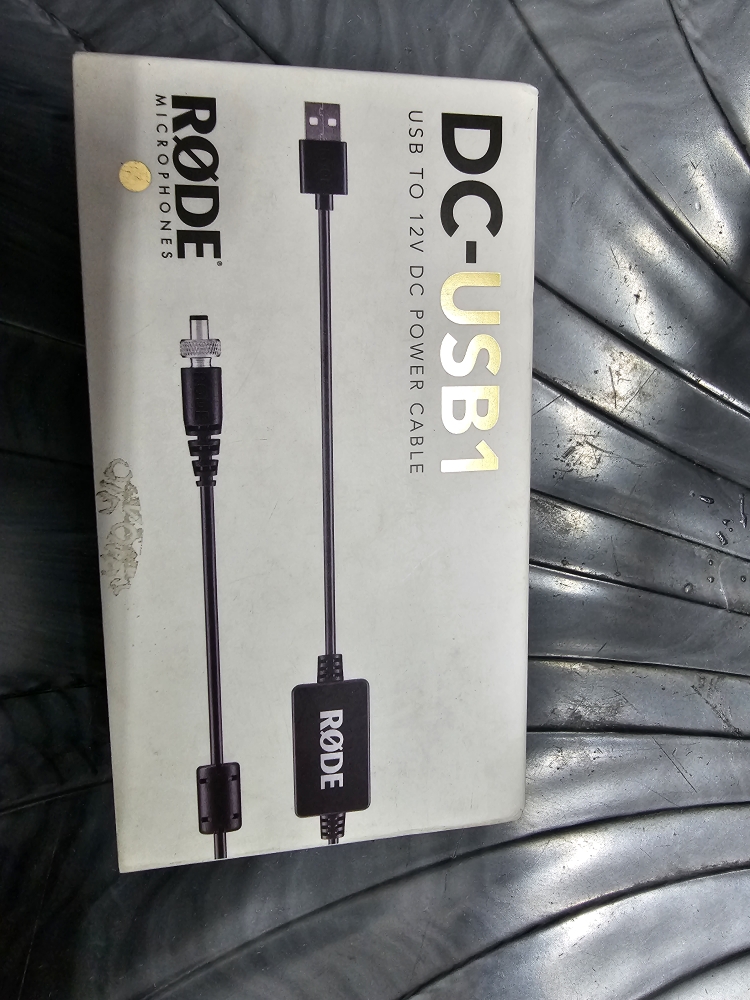 DC-USB1
USB TO 12V DC POWER CABLE
RØDE
RØDE®
MICROPHONES